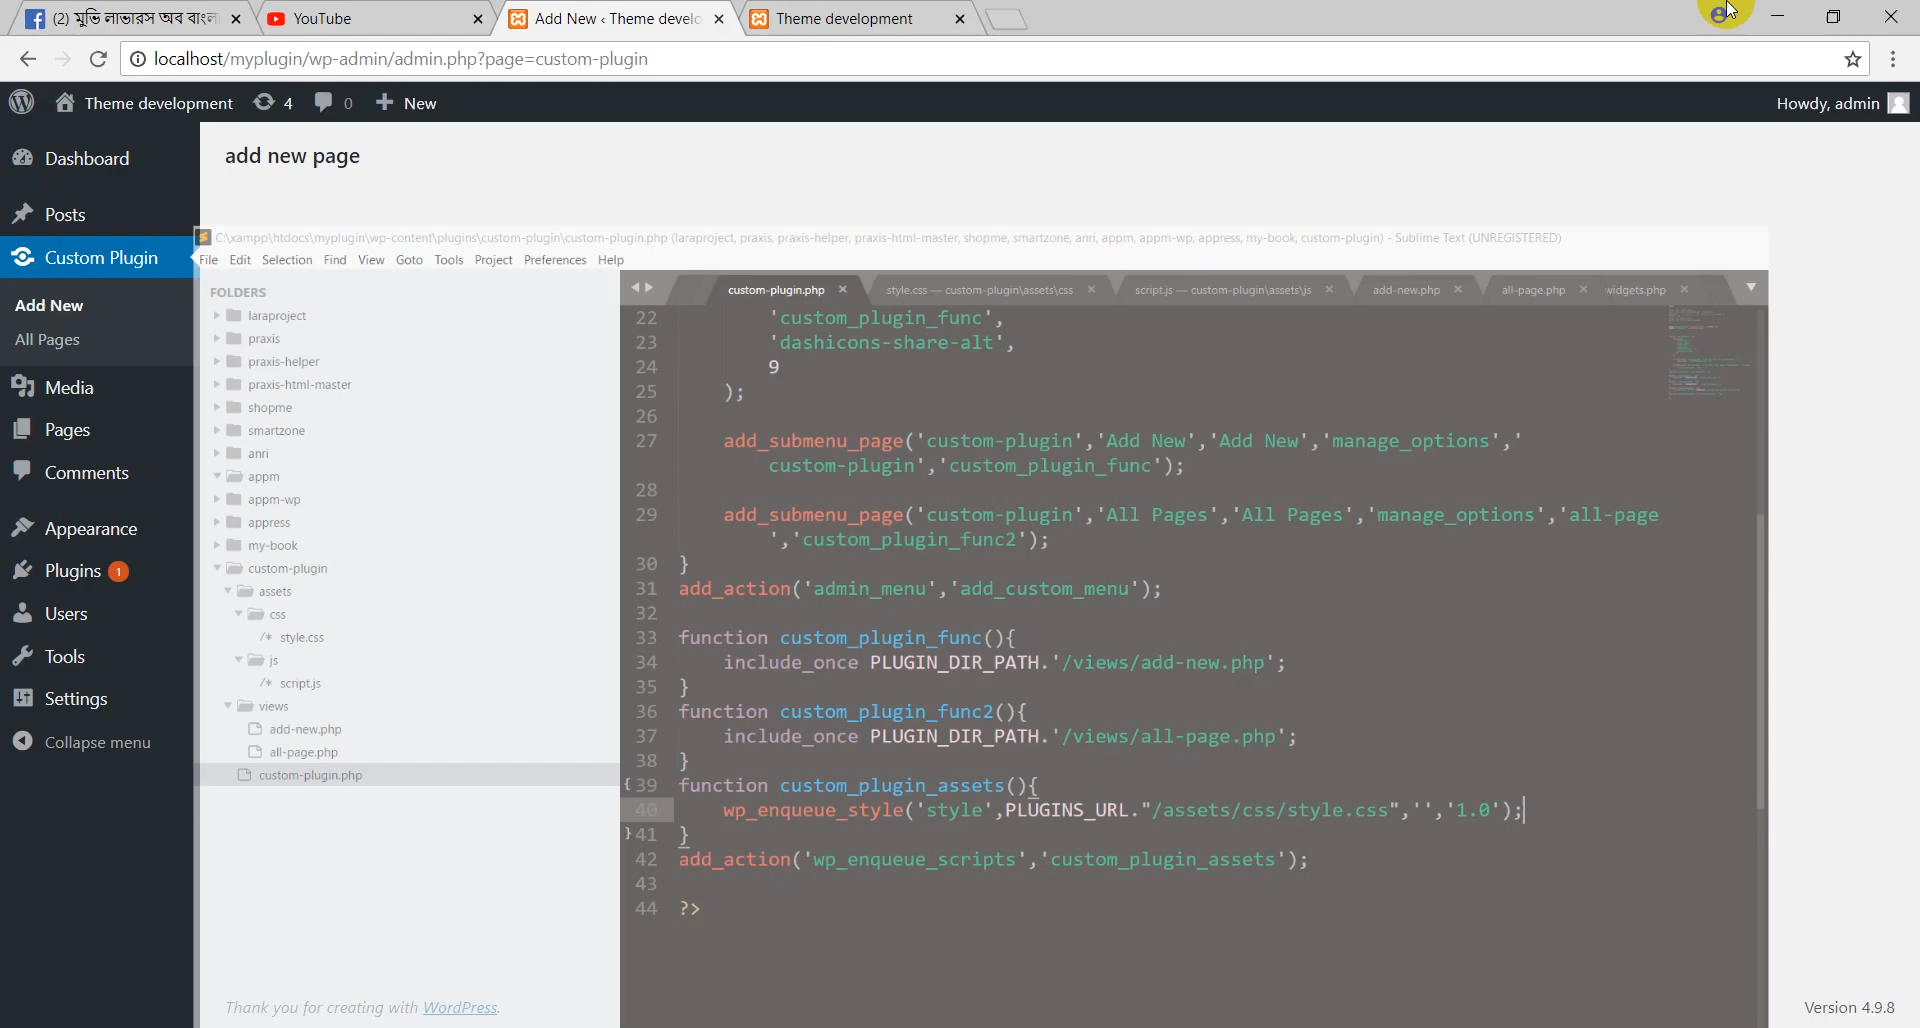 (2) মুভি লাভারস অব বাংল
YouTube
Add New ‹ Theme develo
Theme development
localhost/myplugin/wp-admin/admin.php?page=custom-plugin
Theme development
4
0
New
Howdy, admin
Dashboard
Posts
Custom Plugin
Add New
All Pages
Media
Pages
Comments
Appearance
Plugins 1
Users
Tools
Settings
Collapse menu
add new page
C:\xampp\htdocs\myplugin\wp-content\plugins\custom-plugin\custom-plugin.php (laraproject, praxis, praxis-helper, praxis-html-master, shopme, smartzone, anri, appm, appm-wp, appress, my-book, custom-plugin) - Sublime Text (UNREGISTERED)
File Edit Selection Find View Goto Tools Project Preferences Help
FOLDERS
laraproject
praxis
praxis-helper
praxis-html-master
shopme
smartzone
anri
appm
appm-wp
appress
my-book
custom-plugin
assets
css
style.css
js
script.js
views
add-new.php
all-page.php
custom-plugin.php
custom-plugin.php
style.css — custom-plugin\assets\css
script.js — custom-plugin\assets\js
add-new.php
all-page.php
widgets.php
22 'custom_plugin_func',
23 'dashicons-share-alt',
24 9
25 );
26
27 add_submenu_page('custom-plugin','Add New','Add New','manage_options','
custom-plugin','custom_plugin_func');
28
29 add_submenu_page('custom-plugin','All Pages','All Pages','manage_options','all-page
','custom_plugin_func2');
30 }
31 add_action('admin_menu','add_custom_menu');
32
33 function custom_plugin_func(){
34 include_once PLUGIN_DIR_PATH.'/views/add-new.php';
35 }
36 function custom_plugin_func2(){
37 include_once PLUGIN_DIR_PATH.'/views/all-page.php';
38 }
39 function custom_plugin_assets(){
40 wp_enqueue_style('style',PLUGINS_URL."/assets/css/style.css",'','1.0');
41 }
42 add_action('wp_enqueue_scripts','custom_plugin_assets');
43
44 ?>
Thank you for creating with WordPress.
Version 4.9.8